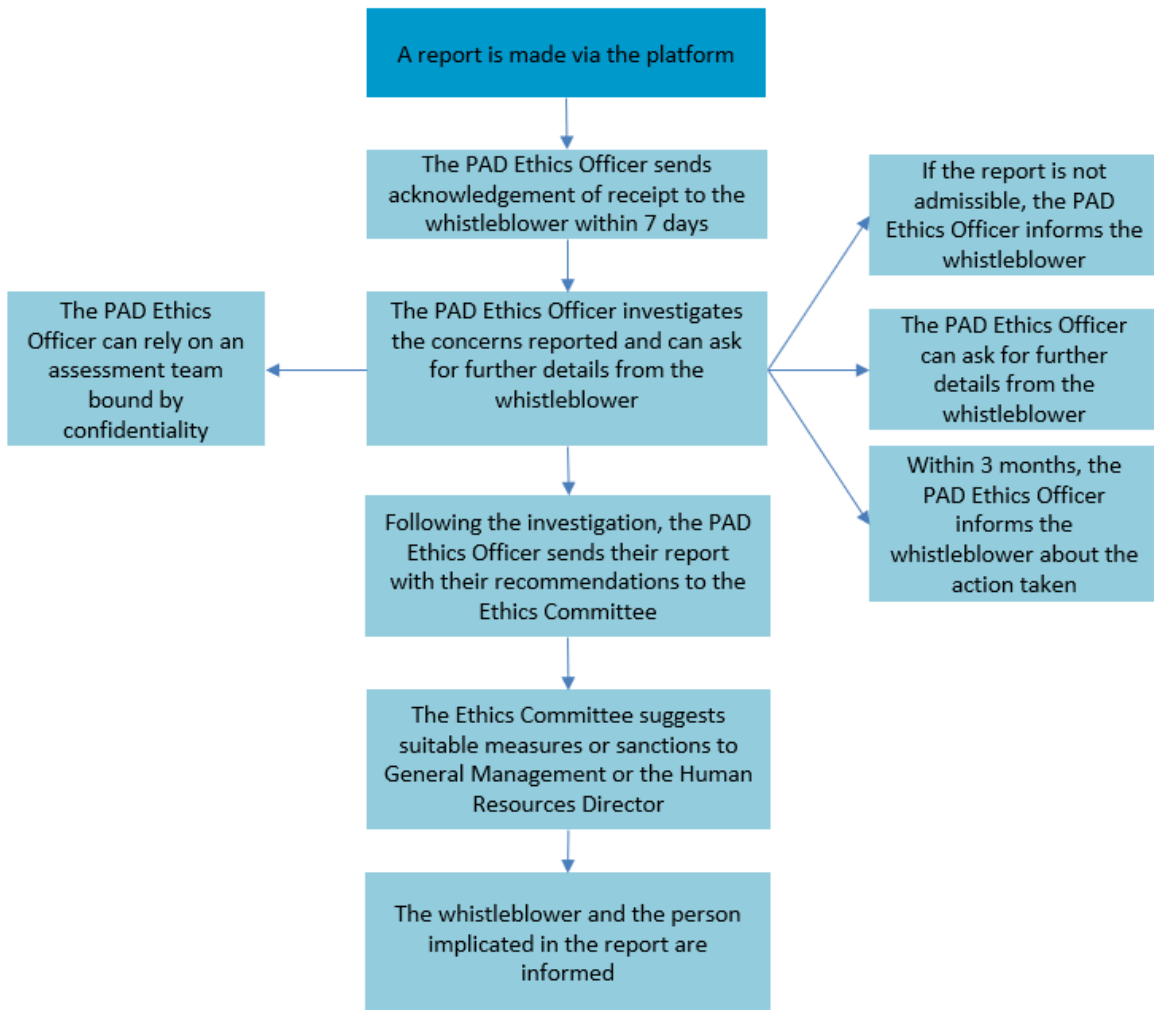 A report is made via the platform
The PAD Ethics Officer sends
acknowledgement of receipt to the
whistleblower within 7 days
If the report is not
admissible, the PAD
Ethics Officer informs the
whistleblower
The PAD Ethics
Officer can rely on an
assessment team
bound by
confidentiality
The PAD Ethics Officer investigates
the concerns reported and can ask
for further details from the
whistleblower
The PAD Ethics Officer
can ask for further
details from the
whistleblower
Within 3 months, the
PAD Ethics Officer
informs the
whistleblower about the
action taken
Following the investigation, the PAD
Ethics Officer sends their report
with their recommendations to the
Ethics Committee
The Ethics Committee suggests
suitable measures or sanctions to
General Management or the Human
Resources Director
The whistleblower and the person
implicated in the report are
informed